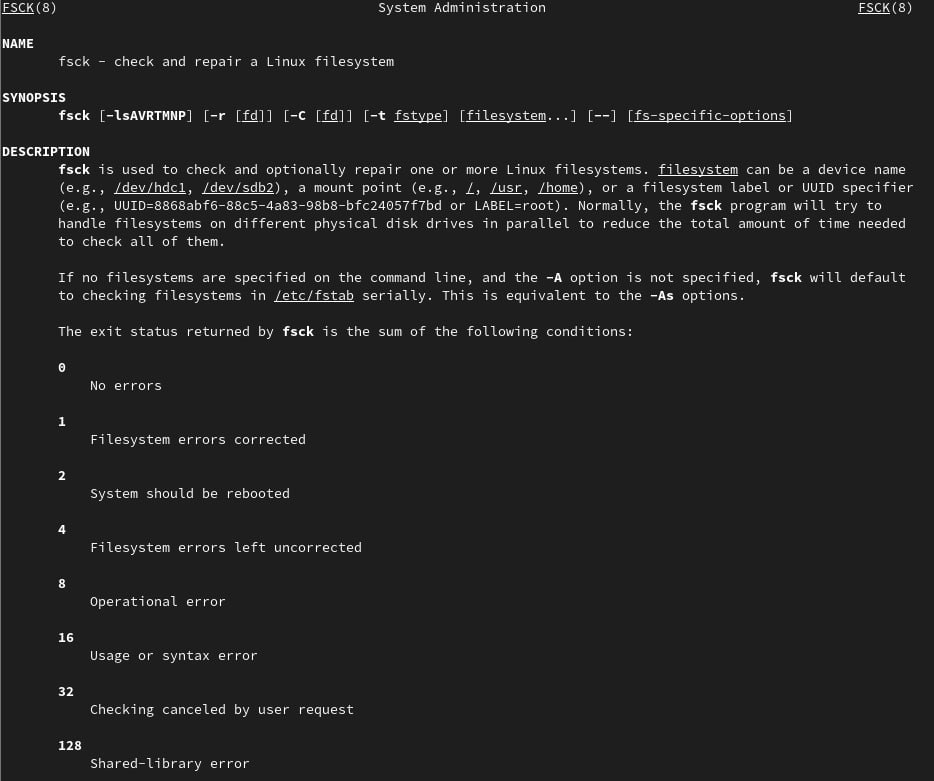 FSCK(8) System Administration FSCK(8)
NAME
fsck - check and repair a Linux filesystem
SYNOPSIS
fsck [-lsAVRTMNP] [-r [fd]] [-C [fd]] [-t fstype] [filesystem...] [--] [fs-specific-options]
DESCRIPTION
fsck is used to check and optionally repair one or more Linux filesystems. filesystem can be a device name
(e.g., /dev/hdc1, /dev/sdb2), a mount point (e.g., /, /usr, /home), or a filesystem label or UUID specifier
(e.g., UUID=8868abf6-88c5-4a83-98b8-bfc24057f7bd or LABEL=root). Normally, the fsck program will try to
handle filesystems on different physical disk drives in parallel to reduce the total amount of time needed
to check all of them.
If no filesystems are specified on the command line, and the -A option is not specified, fsck will default
to checking filesystems in /etc/fstab serially. This is equivalent to the -As options.
The exit status returned by fsck is the sum of the following conditions:
0
No errors
1
Filesystem errors corrected
2
System should be rebooted
4
Filesystem errors left uncorrected
8
Operational error
16
Usage or syntax error
32
Checking canceled by user request
128
Shared-library error